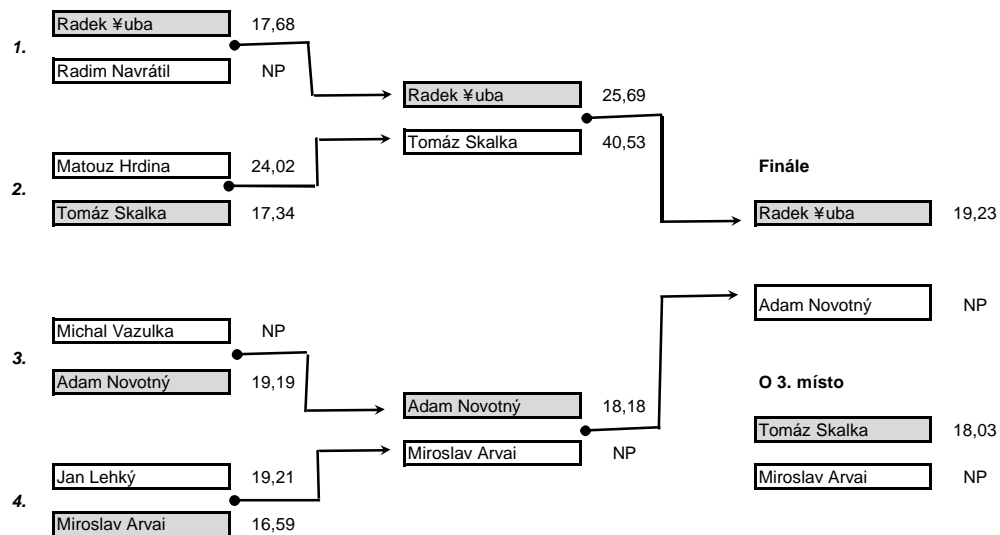 Radek ¥uba 17,68
1.
Radim Navrátil NP
Radek ¥uba 25,69
Tomáz Skalka 40,53
Matouz Hrdina 24,02
2.
Tomáz Skalka 17,34
Finále
Radek ¥uba 19,23
Adam Novotný NP
Michal Vazulka NP
3.
Adam Novotný 19,19
Adam Novotný 18,18
Miroslav Arvai NP
O 3. místo
Tomáz Skalka 18,03
Miroslav Arvai NP
Jan Lehký 19,21
4.
Miroslav Arvai 16,59